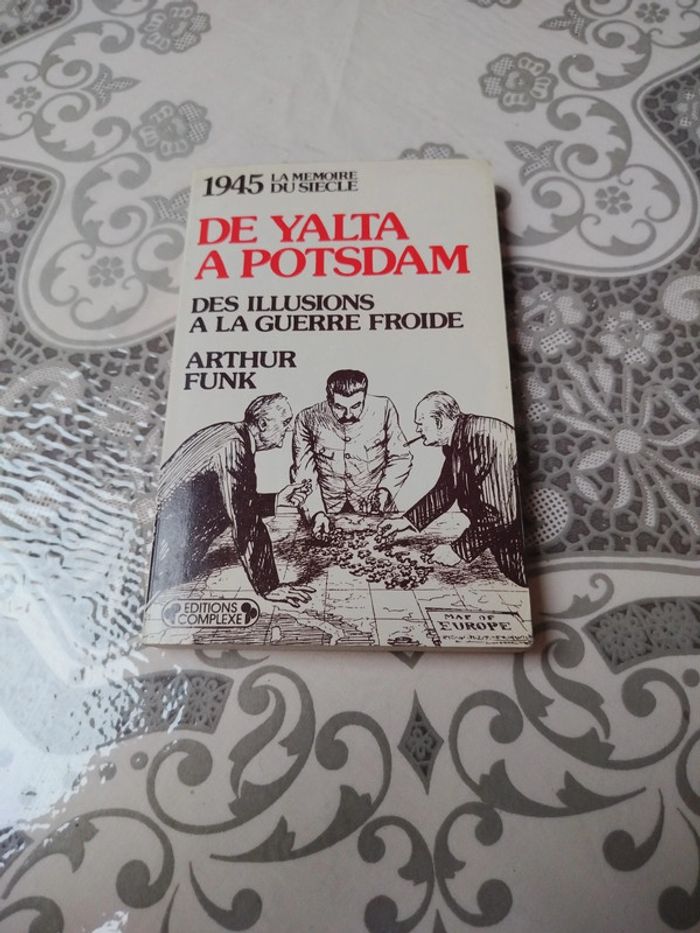 1945 LA MEMOIRE
DU SIECLE
DE YALTA
A POTSDAM
DES ILLUSIONS
A LA GUERRE FROIDE
ARTHUR
FUNK
EDITIONS
COMPLEXE
MAP OF
EUROPE